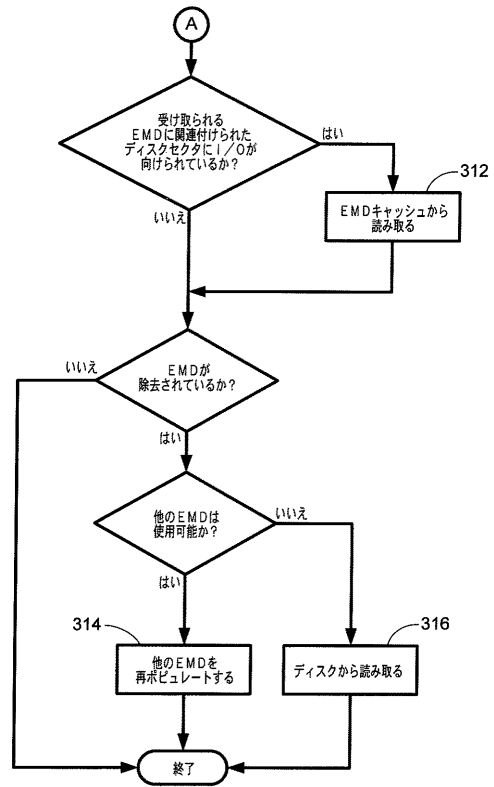 A
受け取られる
EMDに関連付けられた
ディスクセクタにI/Oが
向けられているか?
はい
312
EMDキャッシュから
読み取る
いいえ
いいえ
EMDが
除去されているか?
はい
他のEMDは
使用可能か?
いいえ
はい
314
他のEMDを
再ポピュレートする
316
ディスクから読み取る
終了